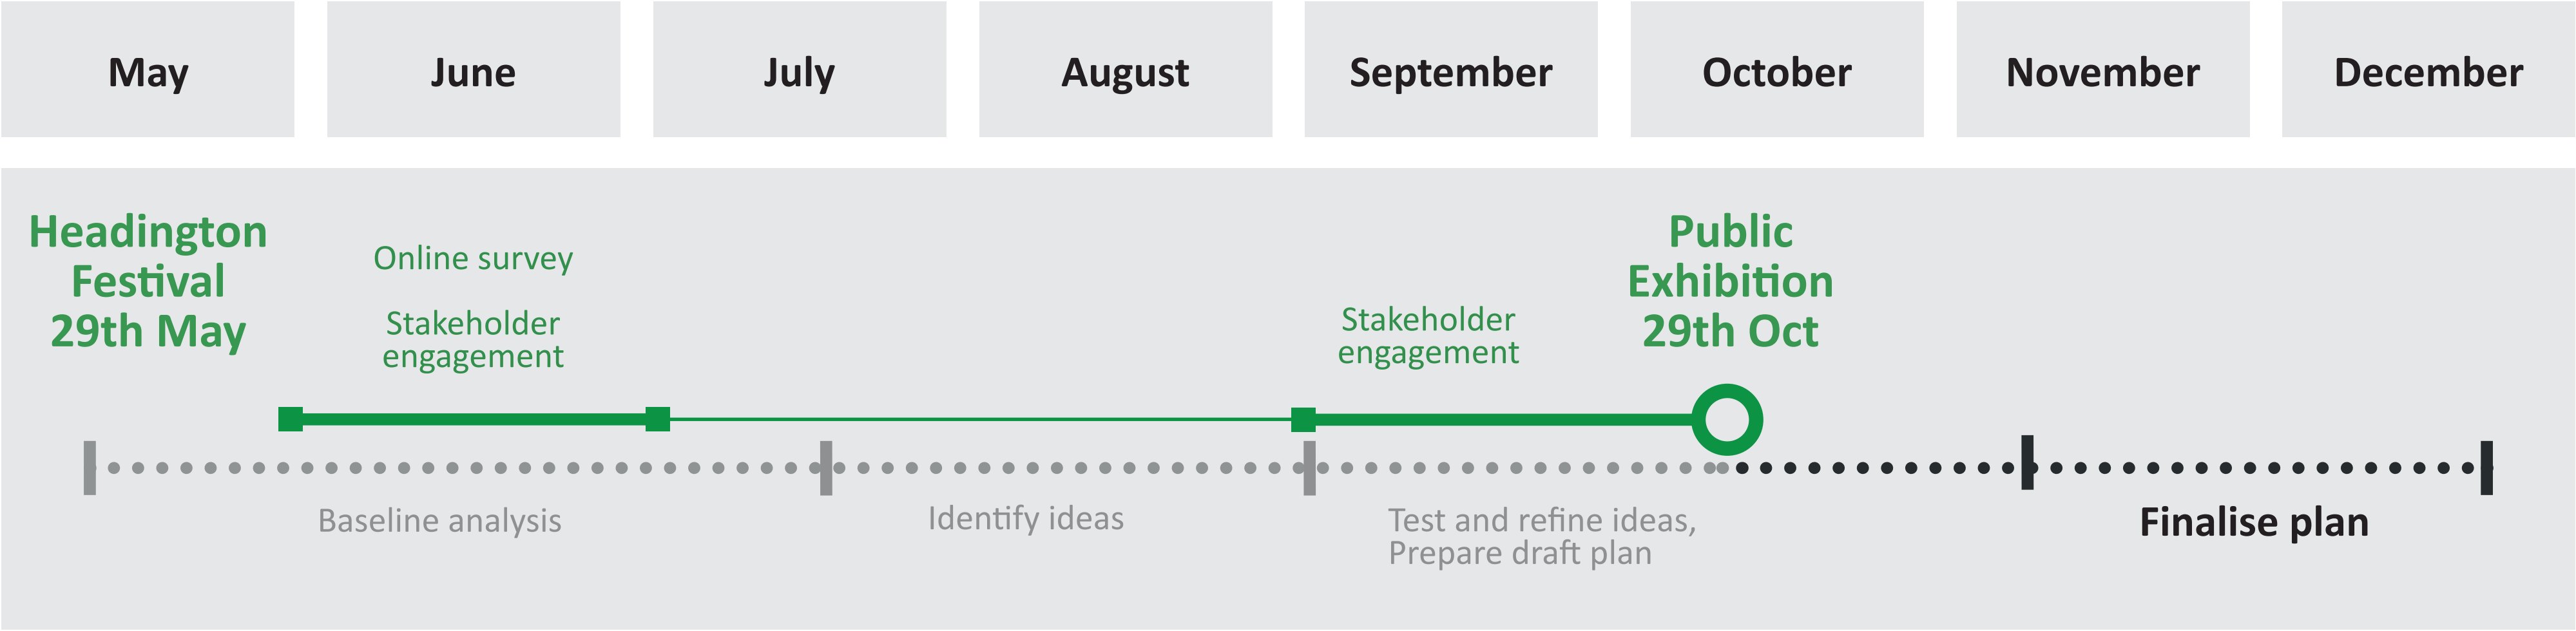 May
June
July
August
September
October
November
December
Headington
Festival
29th May
Online survey
Stakeholder
engagement
Stakeholder
engagement
Public
Exhibition
29th Oct
Baseline analysis
Identify ideas
Test and refine ideas,
Prepare draft plan
Finalise plan